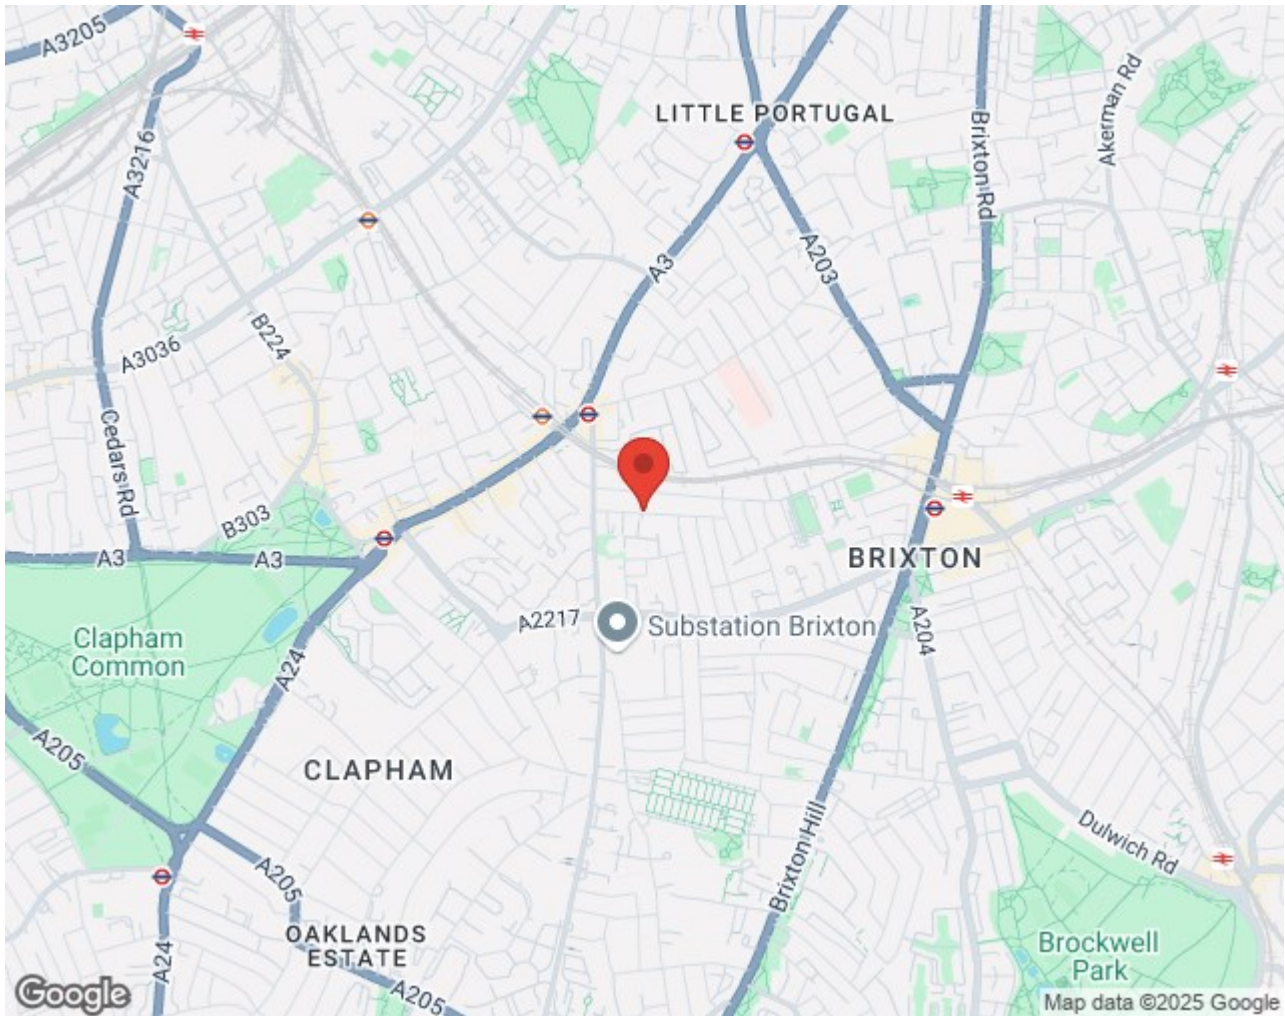 A3205
LITTLE PORTUGAL
Akerman Rd
Brixton Rd
A3216
A203
A3
B224
A3036
Cedars Rd
B303
A3
A3
BRIXTON
A2217
Substation Brixton
A204
Clapham
Common
A24
A205
CLAPHAM
Dulwich Rd
Brixton Hill
A205
OAKLANDS
ESTATE
Brockwell
Park
A24
A205
Google
Map data ©2025 Google